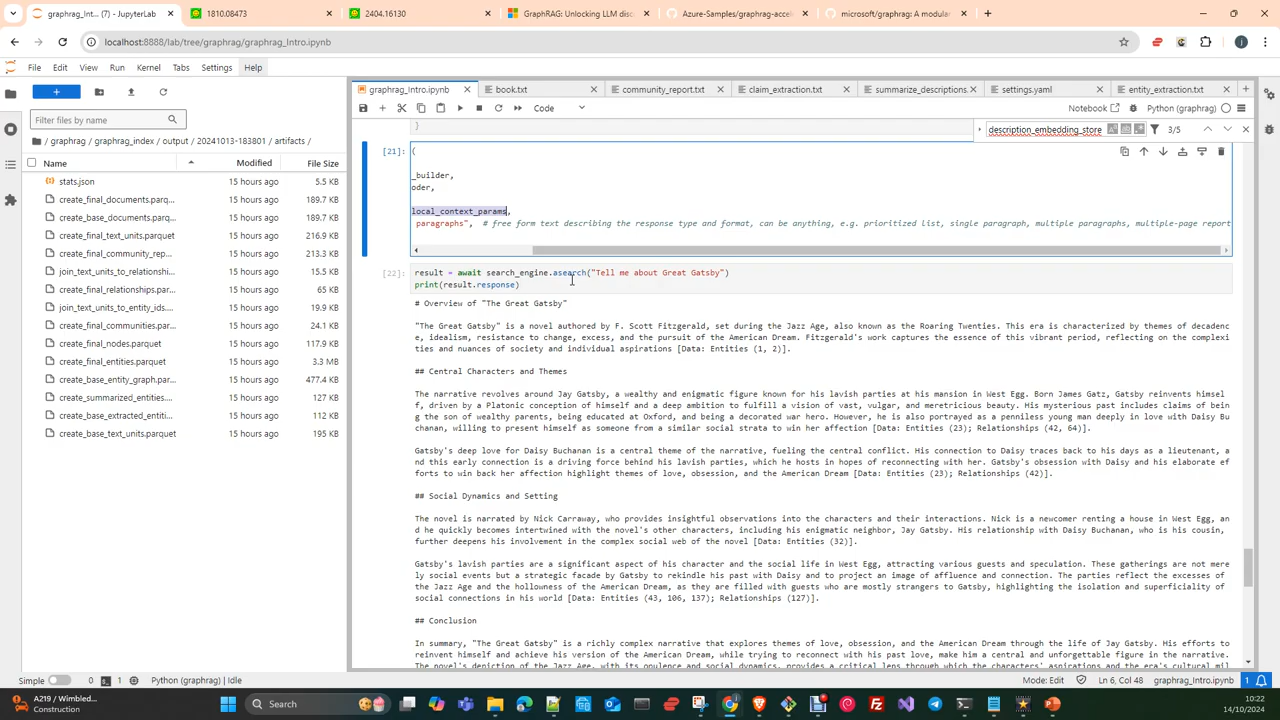 graphrag_Int... (7) - JupyterLab
1810.08473
2404.16130
GraphRAG: Unlocking LLM disc
Azure-Samples/graphrag-accele
microsoft/graphrag: A modular
localhost:8888/lab/tree/graphrag/graphrag_Intro.ipynb
File Edit View Run Kernel Tabs Settings Help
graphrag_Intro.ipynb
book.txt
community_report.txt
claim_extraction.txt
summarize_descriptions.
settings.yaml
entity_extraction.txt
Code
Notebook
Python (graphrag)
Filter files by name
description_embedding_store
3/5
/ graphrag / graphrag_index / output / 20241013-183801 / artifacts /
Name Modified File Size
stats.json 15 hours ago 5.5 KB
create_final_documents.parq... 15 hours ago 189.7 KB
create_base_documents.parq... 15 hours ago 189.7 KB
create_final_text_units.parquet 15 hours ago 216.9 KB
create_final_community_rep... 15 hours ago 213.3 KB
join_text_units_to_relationshi... 15 hours ago 15.5 KB
create_final_relationships.par... 15 hours ago 65 KB
join_text_units_to_entity_ids.... 15 hours ago 19.9 KB
create_final_communities.par... 15 hours ago 24.1 KB
create_final_nodes.parquet 15 hours ago 117.9 KB
create_final_entities.parquet 15 hours ago 3.3 MB
create_base_entity_graph.par... 15 hours ago 477.4 KB
create_summarized_entities.... 15 hours ago 127 KB
create_base_extracted_entiti... 15 hours ago 112 KB
create_base_text_units.parquet 15 hours ago 195 KB
}
[21]: (
_builder,
oder,
local_context_params,
paragraphs", # free form text describing the response type and format, can be anything, e.g. prioritized list, single paragraph, multiple paragraphs, multiple-page report
[22]: result = await search_engine.asearch("Tell me about Great Gatsby")
print(result.response)
# Overview of "The Great Gatsby"
"The Great Gatsby" is a novel authored by F. Scott Fitzgerald, set during the Jazz Age, also known as the Roaring Twenties. This era is characterized by themes of decadenc
e, idealism, resistance to change, excess, and the pursuit of the American Dream. Fitzgerald's work captures the essence of this vibrant period, reflecting on the complexi
ties and nuances of society and individual aspirations [Data: Entities (1, 2)].
## Central Characters and Themes
The narrative revolves around Jay Gatsby, a wealthy and enigmatic figure known for his lavish parties at his mansion in West Egg. Born James Gatz, Gatsby reinvents himsel
f, driven by a Platonic conception of himself and a deep ambition to fulfill a vision of vast, vulgar, and meretricious beauty. His mysterious past includes claims of bein
g the son of wealthy parents, being educated at Oxford, and being a decorated war hero. However, he is also portrayed as a penniless young man deeply in love with Daisy Bu
chanan, willing to present himself as someone from a similar social strata to win her affection [Data: Entities (23); Relationships (42, 64)].
Gatsby's deep love for Daisy Buchanan is a central theme of the narrative, fueling the central conflict. His connection to Daisy traces back to his days as a lieutenant, a
nd this early connection is a driving force behind his lavish parties, which he hosts in hopes of reconnecting with her. Gatsby's obsession with Daisy and his elaborate ef
forts to win back her affection highlight themes of love, obsession, and the American Dream [Data: Entities (23); Relationships (42)].
## Social Dynamics and Setting
The novel is narrated by Nick Carraway, who provides insightful observations into the characters and their interactions. Nick is a newcomer renting a house in West Egg, an
d he quickly becomes intertwined with the novel's other characters, including his enigmatic neighbor, Jay Gatsby. His relationship with Daisy Buchanan, who is his cousin,
further deepens his involvement in the complex social web of the novel [Data: Entities (32)].
Gatsby's lavish parties are a significant aspect of his character and the social life in West Egg, attracting various guests and speculation. These gatherings are not mere
ly social events but a strategic facade by Gatsby to rekindle his past with Daisy and to project an image of affluence and connection. The parties reflect the excesses of
the Jazz Age and the hollowness of the American Dream, as they are filled with guests who are mostly strangers to Gatsby, highlighting the isolation and superficiality of
social connections in his world [Data: Entities (43, 106, 137); Relationships (127)].
## Conclusion
In summary, "The Great Gatsby" is a richly complex narrative that explores themes of love, obsession, and the American Dream through the life of Jay Gatsby. His efforts to
reinvent himself and achieve his version of the American Dream, while trying to reconnect with his past love, make him a central and unforgettable figure in the narrative.
The novel's depiction of the Jazz Age, with its opulence and social dynamics, provides a critical lens through which the characters' aspirations and the era's cultural mil
Simple 0 1 Python (graphrag) | Idle
Mode: Edit Ln 6, Col 48 graphrag_Intro.ipynb 1
A219 / Wimbled...
Construction
Search
10:22
14/10/2024